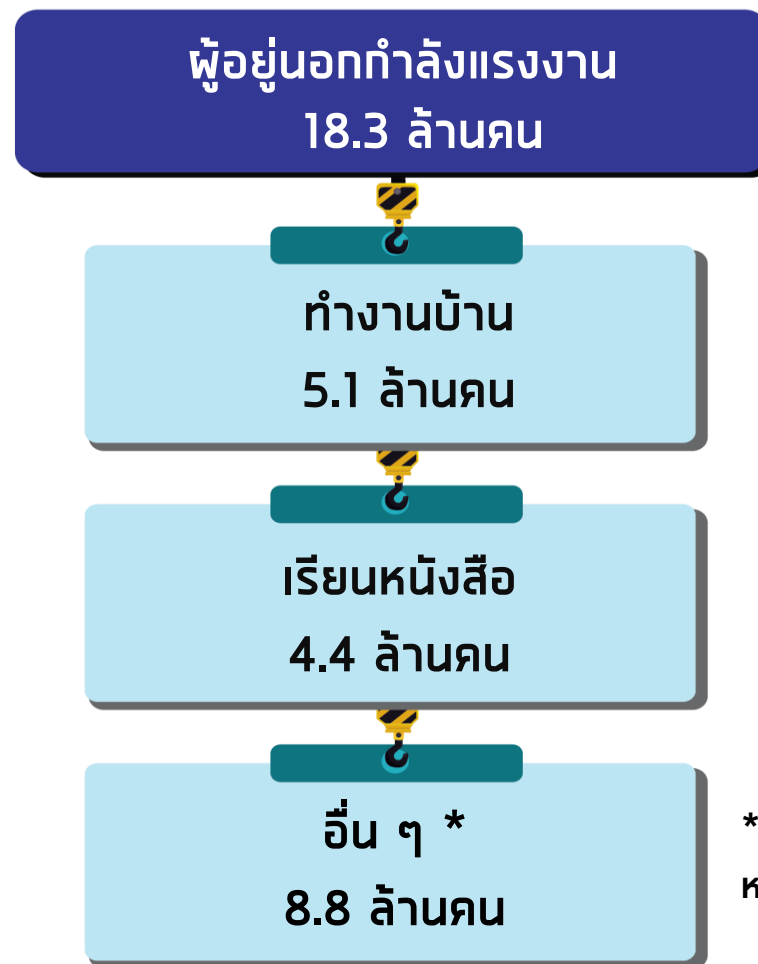 ผู้อยู่นอกกำลังแรงงาน
18.3 ล้านคน
ทำงานบ้าน
5.1 ล้านคน
เรียนหนังสือ
4.4 ล้านคน
อื่น ๆ *
8.8 ล้านคน
*